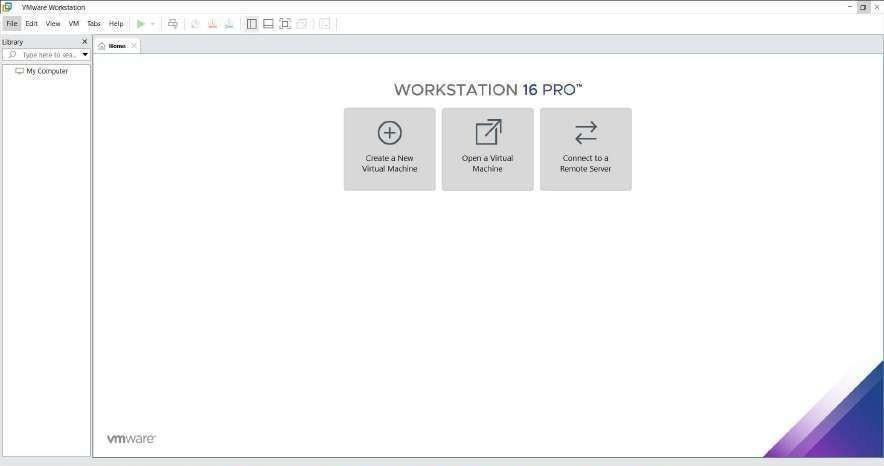 VMware Workstation
File Edit View VM Tabs Help
Library
Type here to sea...
My Computer
Home
WORKSTATION 16 PRO™
Create a New
Virtual Machine
Open a Virtual
Machine
Connect to a
Remote Server
vmware®